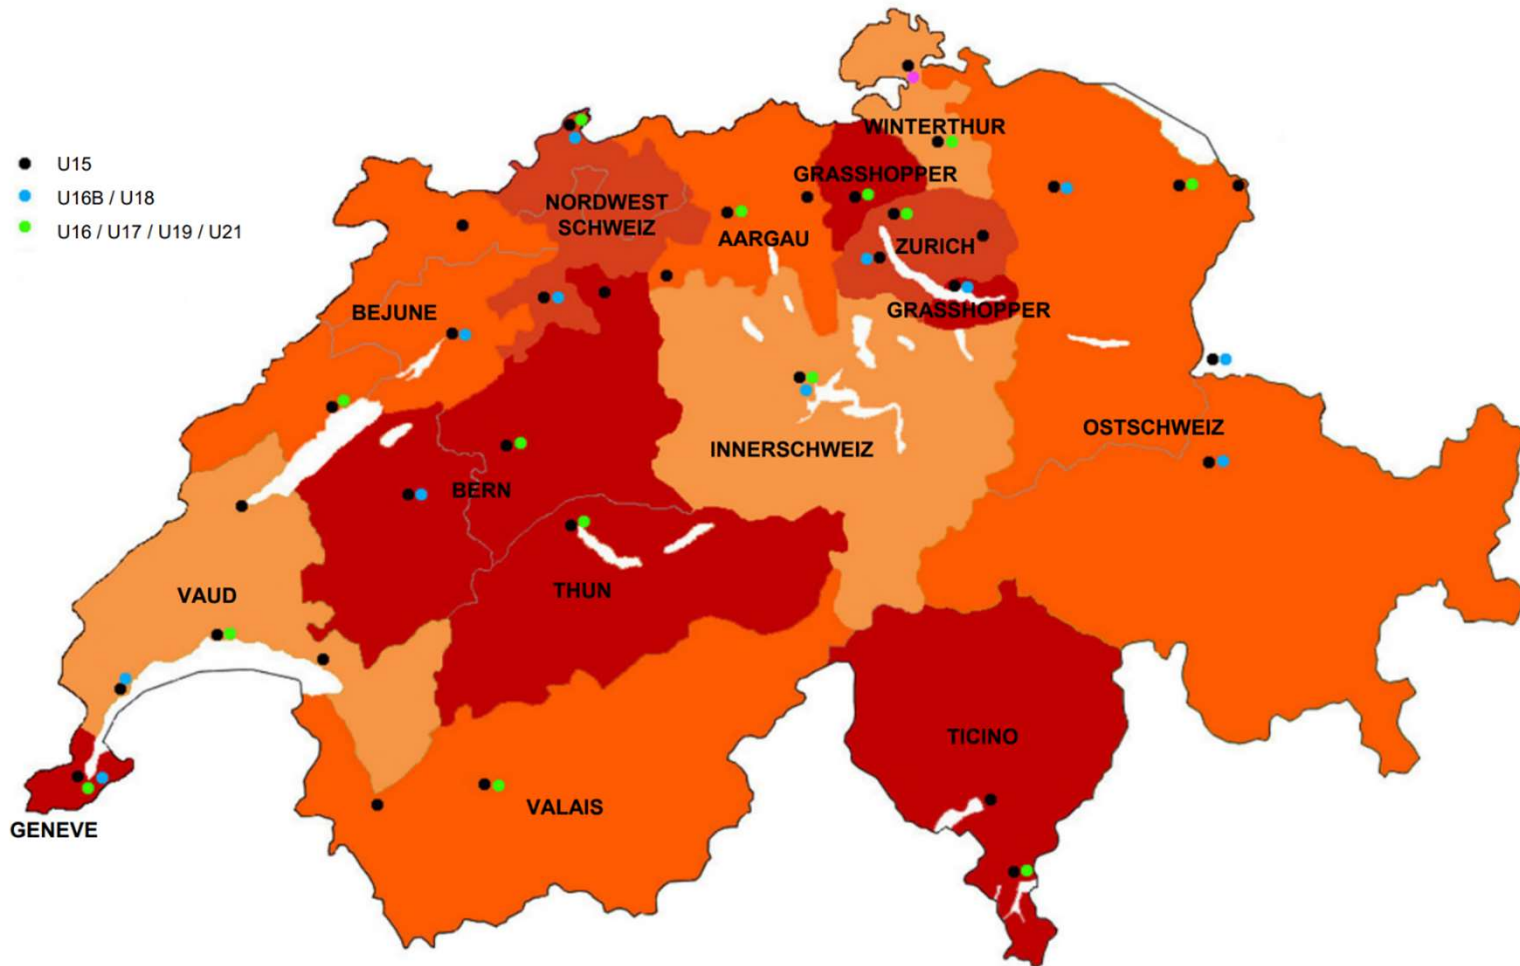 WINTERTHUR
U15
GRASSHOPPER
U16B / U18
NORDWEST
SCHWEIZ
U16 / U17 / U19 / U21
AARGAU
ZURICH
BEJUNE
GRASSHOPPER
OSTSCHWEIZ
INNERSCHWEIZ
BERN
THUN
VAUD
TICINO
VALAIS
GENEVE